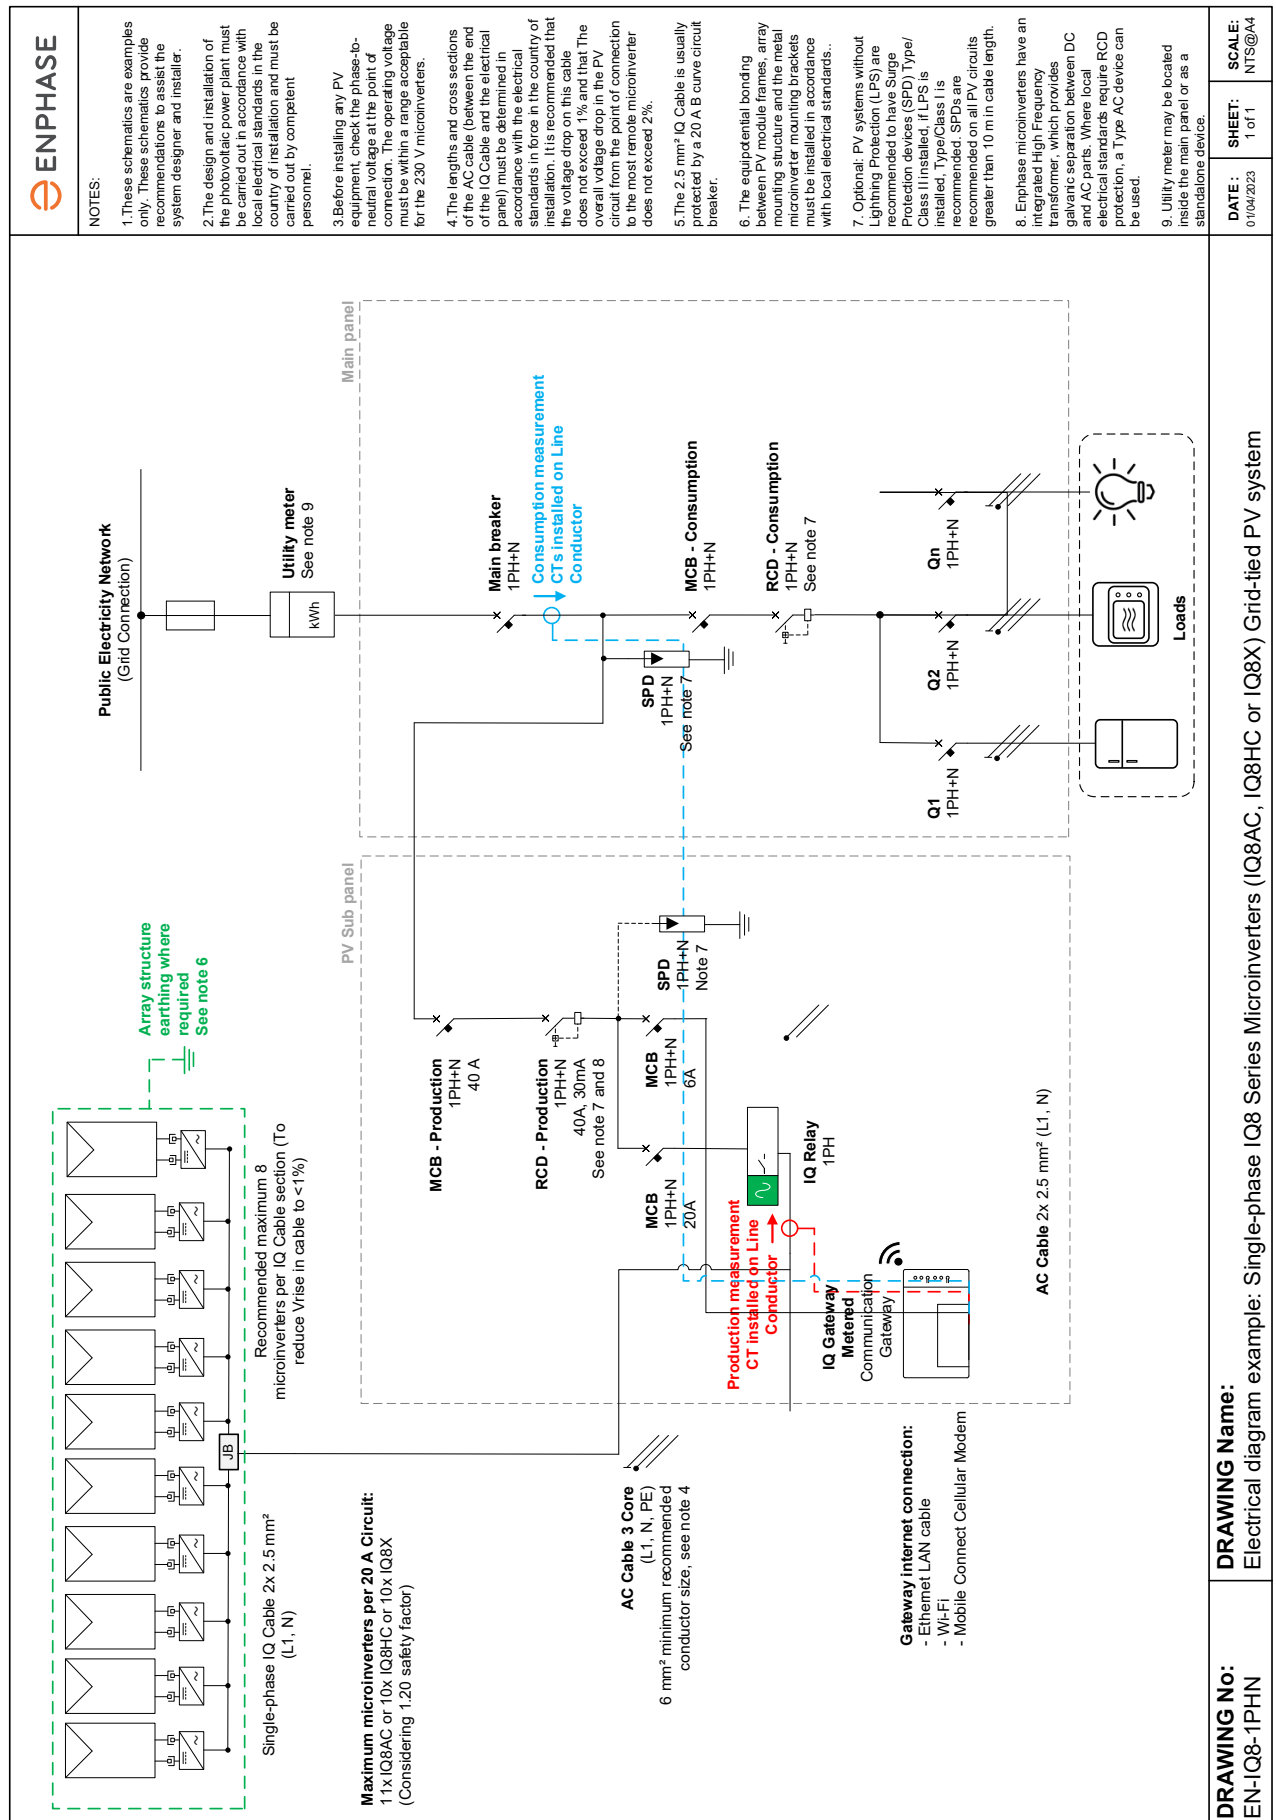 ENPHASE
NOTES:
1.These schematics are examples
only. These schematics provide
recommendations to assist the
system designer and installer.
2.The design and installation of
the photovoltaic power plant must
be carried out in accordance with
local electrical standards in the
country of installation and must be
carried out by competent
personnel.
3.Before installing any PV
equipment, check the phase-to-
neutral voltage at the point of
connection. The operating voltage
must be within a range acceptable
for the 230 V microinverters.
4.The lengths and cross sections
of the AC cable (between the end
of the IQ Cable and the electrical
panel) must be determined in
accordance with the electrical
standards in force in the country of
installation. It is recommended that
the voltage drop on this cable
does not exceed 1% and that The
overall voltage drop in the PV
circuit from the point of connection
to the most remote microinverter
does not exceed 2%.
5.The 2.5 mm² IQ Cable is usually
protected by a 20 A B curve circuit
breaker.
6. The equipotential bonding
between PV module frames, array
mounting structure and the metal
microinverter mounting brackets
must be installed in accordance
with local electrical standards..
7. Optional: PV systems without
Lightning Protection (LPS) are
recommended to have Surge
Protection devices (SPD) Type/
Class II installed, if LPS is
installed, Type/Class I is
recommended. SPDs are
recommended on all PV circuits
greater than 10 m in cable length.
8. Enphase microinverters have an
integrated High Frequency
transformer, which provides
galvanic separation between DC
and AC parts. Where local
electrical standards require RCD
protection, a Type AC device can
be used.
9. Utility meter may be located
inside the main panel or as a
standalone device.
Public Electricity Network
(Grid Connection)
Utility meter
See note 9
kWh
Main panel
Main breaker
1PH+N
Consumption measurement
CTs installed on Line
Conductor
SPD
1PH+N
See note 7
MCB - Consumption
1PH+N
RCD - Consumption
1PH+N
See note 7
Q1
1PH+N
Q2
1PH+N
Qn
1PH+N
Loads
Array structure
earthing where
required
See note 6
PV Sub panel
MCB - Production
1PH+N
40 A
RCD - Production
1PH+N
40A, 30mA
See note 7 and 8
SPD
1PH+N
Note 7
MCB
1PH+N
6A
MCB
1PH+N
20A
IQ Relay
1PH
Production measurement
CT installed on Line
Conductor
IQ Gateway
Metered
Communication
Gateway
AC Cable 2x 2.5 mm² (L1, N)
Recommended maximum 8
microinverters per IQ Cable section (To
reduce Vrise in cable to <1%)
JB
Single-phase IQ Cable 2x 2.5 mm²
(L1, N)
Maximum microinverters per 20 A Circuit:
11x IQ8AC or 10x IQ8HC or 10x IQ8X
(Considering 1.20 safety factor)
AC Cable 3 Core
(L1, N, PE)
6 mm² minimum recommended
conductor size, see note 4
Gateway internet connection:
- Ethernet LAN cable
- Wi-Fi
- Mobile Connect Cellular Modem
DRAWING No:
EN-IQ8-1PHN
DRAWING Name:
Electrical diagram example: Single-phase IQ8 Series Microinverters (IQ8AC, IQ8HC or IQ8X) Grid-tied PV system
DATE:
01/04/2023
SHEET:
1 of 1
SCALE:
NTS@A4